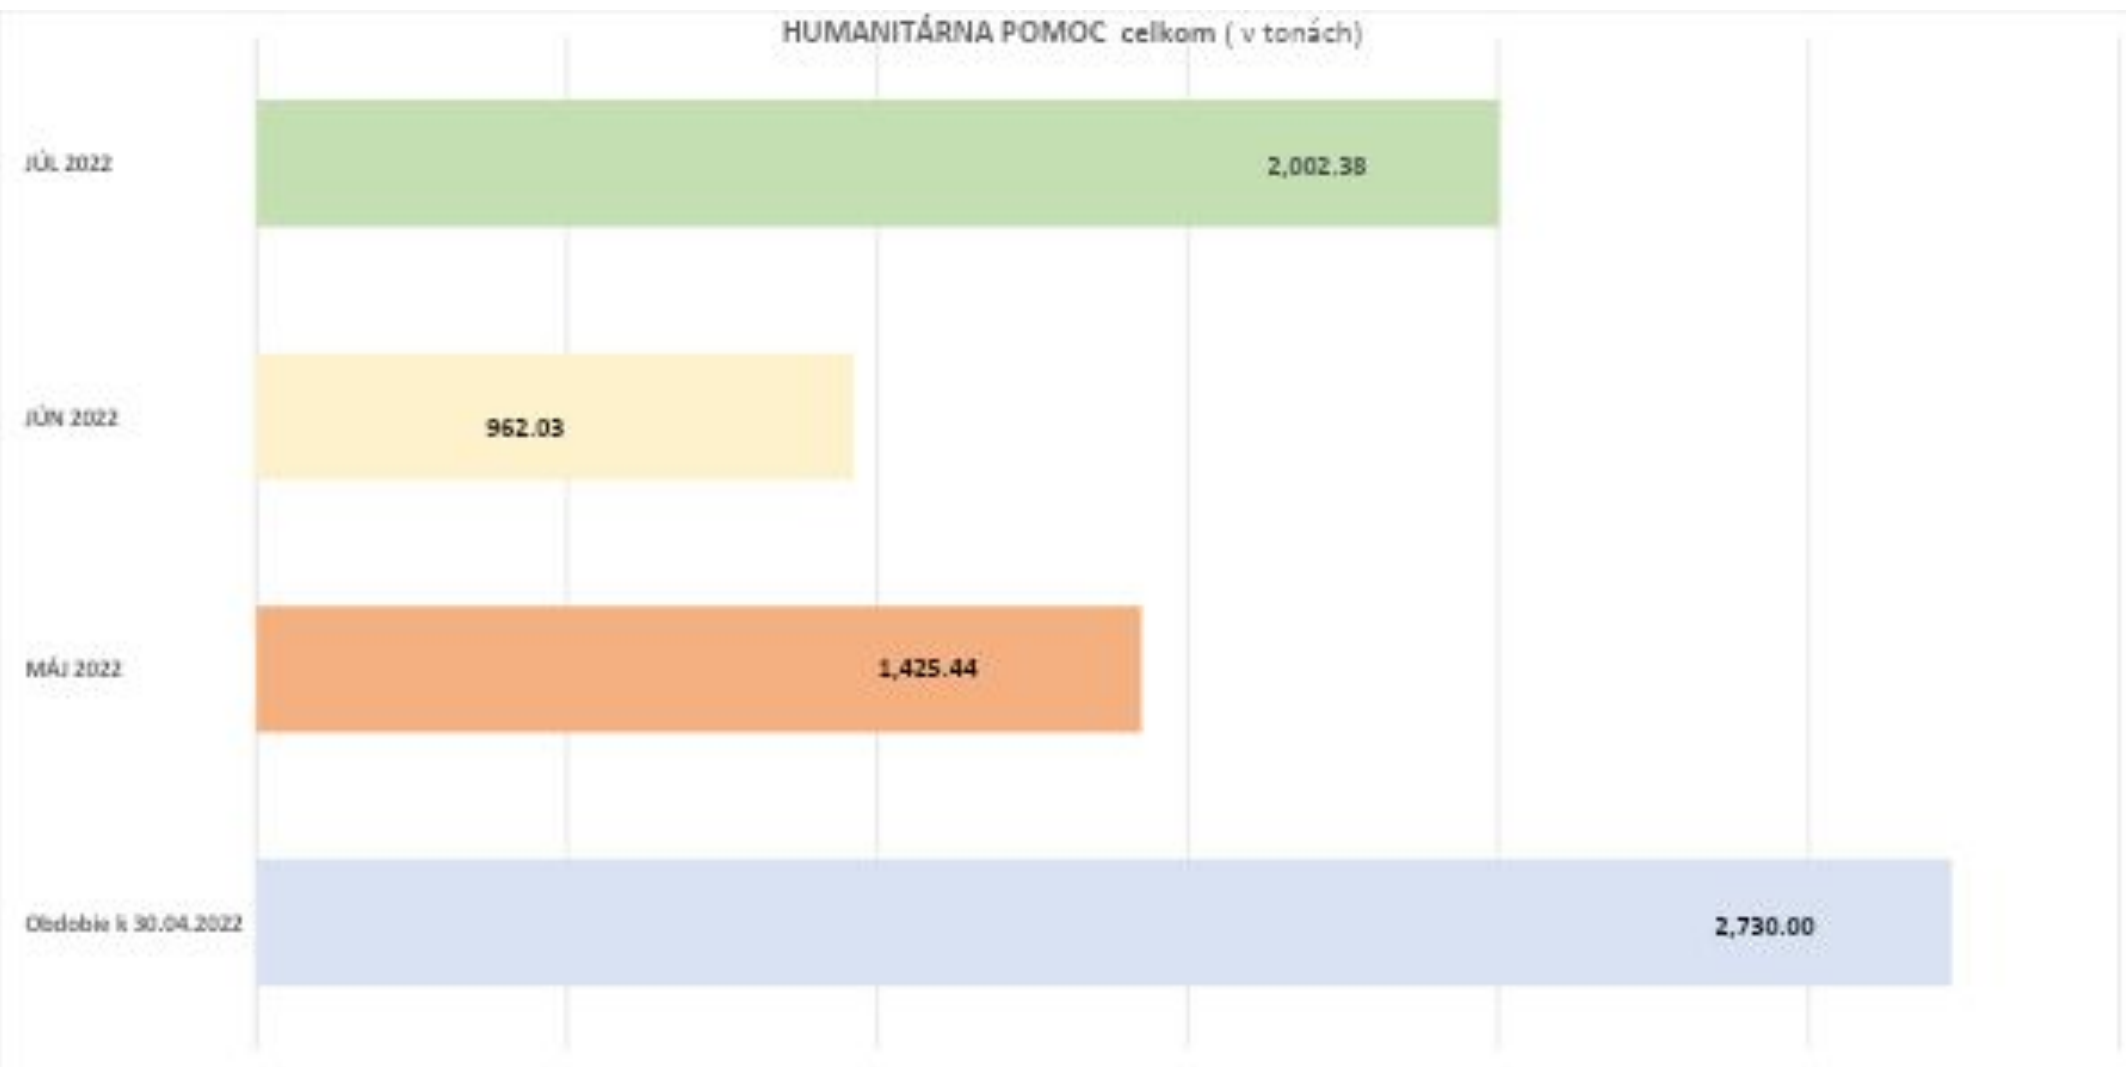 HUMANITÁRNA POMOC celkom ( v tonách)
JÚL 2022
2,002.38
JÚN 2022
962.03
MÁJ 2022
1,425.44
Obdobie k 30.04.2022
2,730.00